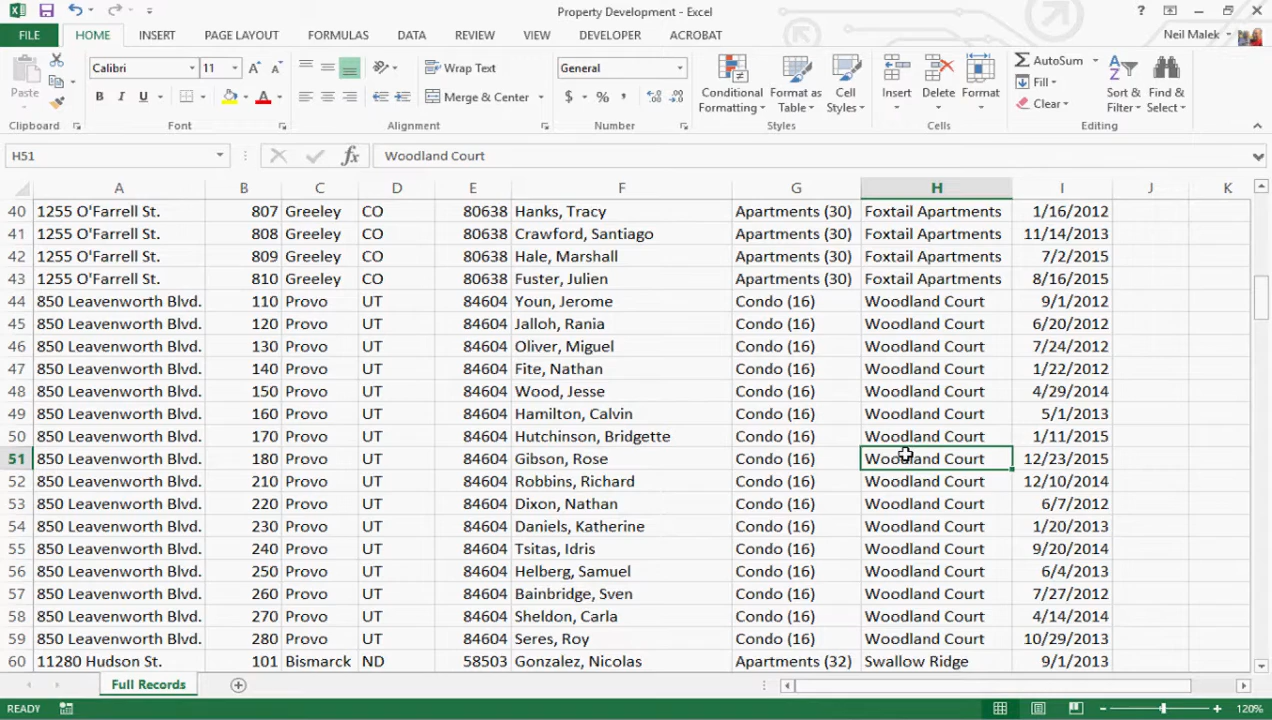 Property Development - Excel
?
FILE HOME INSERT PAGE LAYOUT FORMULAS DATA REVIEW VIEW DEVELOPER ACROBAT Neil Malek
Paste Calibri 11 Wrap Text General Conditional Formatting Format as Table Cell Styles Insert Delete Format AutoSum Sort & Filter Find & Select
B I U A Merge & Center $ % , Fill
Clear
Clipboard Font Alignment Number Styles Cells Editing
H51 fx Woodland Court
A B C D E F G H I J K
40 1255 O'Farrell St. 807 Greeley CO 80638 Hanks, Tracy Apartments (30) Foxtail Apartments 1/16/2012
41 1255 O'Farrell St. 808 Greeley CO 80638 Crawford, Santiago Apartments (30) Foxtail Apartments 11/14/2013
42 1255 O'Farrell St. 809 Greeley CO 80638 Hale, Marshall Apartments (30) Foxtail Apartments 7/2/2015
43 1255 O'Farrell St. 810 Greeley CO 80638 Fuster, Julien Apartments (30) Foxtail Apartments 8/16/2015
44 850 Leavenworth Blvd. 110 Provo UT 84604 Youn, Jerome Condo (16) Woodland Court 9/1/2012
45 850 Leavenworth Blvd. 120 Provo UT 84604 Jalloh, Rania Condo (16) Woodland Court 6/20/2012
46 850 Leavenworth Blvd. 130 Provo UT 84604 Oliver, Miguel Condo (16) Woodland Court 7/24/2012
47 850 Leavenworth Blvd. 140 Provo UT 84604 Fite, Nathan Condo (16) Woodland Court 1/22/2012
48 850 Leavenworth Blvd. 150 Provo UT 84604 Wood, Jesse Condo (16) Woodland Court 4/29/2014
49 850 Leavenworth Blvd. 160 Provo UT 84604 Hamilton, Calvin Condo (16) Woodland Court 5/1/2013
50 850 Leavenworth Blvd. 170 Provo UT 84604 Hutchinson, Bridgette Condo (16) Woodland Court 1/11/2015
51 850 Leavenworth Blvd. 180 Provo UT 84604 Gibson, Rose Condo (16) Woodland Court 12/23/2015
52 850 Leavenworth Blvd. 210 Provo UT 84604 Robbins, Richard Condo (16) Woodland Court 12/10/2014
53 850 Leavenworth Blvd. 220 Provo UT 84604 Dixon, Nathan Condo (16) Woodland Court 6/7/2012
54 850 Leavenworth Blvd. 230 Provo UT 84604 Daniels, Katherine Condo (16) Woodland Court 1/20/2013
55 850 Leavenworth Blvd. 240 Provo UT 84604 Tsitas, Idris Condo (16) Woodland Court 9/20/2014
56 850 Leavenworth Blvd. 250 Provo UT 84604 Helberg, Samuel Condo (16) Woodland Court 6/4/2013
57 850 Leavenworth Blvd. 260 Provo UT 84604 Bainbridge, Sven Condo (16) Woodland Court 7/27/2012
58 850 Leavenworth Blvd. 270 Provo UT 84604 Sheldon, Carla Condo (16) Woodland Court 4/14/2014
59 850 Leavenworth Blvd. 280 Provo UT 84604 Seres, Roy Condo (16) Woodland Court 10/29/2013
60 11280 Hudson St. 101 Bismarck ND 58503 Gonzalez, Nicolas Apartments (32) Swallow Ridge 9/1/2013
Full Records
READY 120%